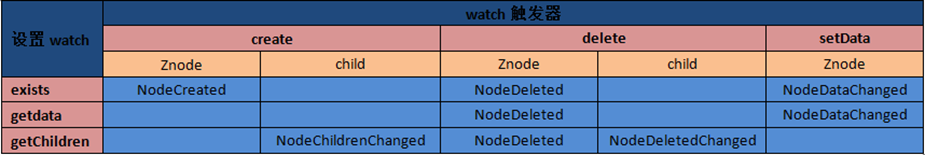 设置 watch watch 触发器
create delete setData
Znode child Znode child Znode
exists NodeCreated NodeDeleted NodeDataChanged
getdata NodeDeleted NodeDataChanged
getChildren NodeChildrenChanged NodeDeleted NodeDeletedChanged